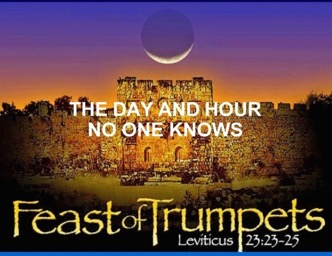 THE DAY AND HOUR
NO ONE KNOWS
Feast of Trumpets
Leviticus 23:23-25